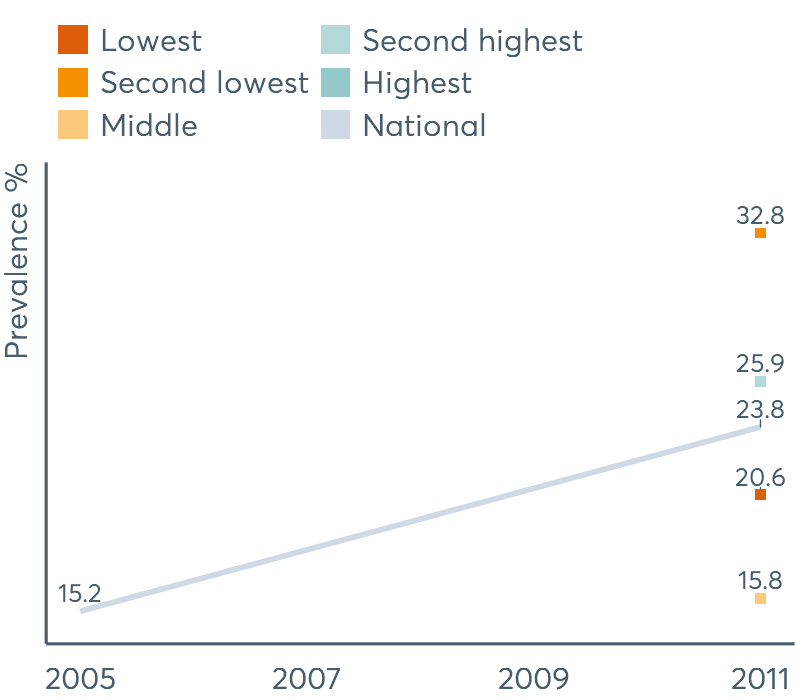 Lowest
Second lowest
Middle
Second highest
Highest
National
Prevalence %
32.8
25.9
23.8
20.6
15.8
15.2
2005 2007 2009 2011